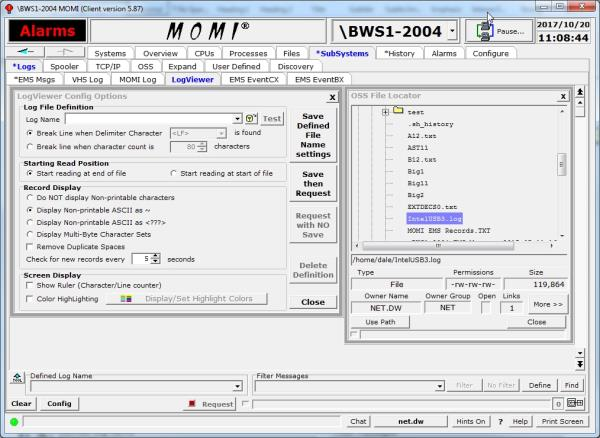 \BWS1-2004 MOMI (Client version 5.87)
Alarms
MOMI®
\BWS1-2004
Pause...
2017/10/20
11:08:44
Systems Overview CPUs Processes Files *SubSystems *History Alarms Configure
*Logs Spooler TCP/IP OSS Expand User Defined Discovery
*EMS Msgs VHS Log MOMI Log LogViewer EMS EventCX EMS EventBX
LogViewer Config Options X
Log File Definition
Log Name Test
Break Line when Delimiter Character <LF> is found
Break line when character count is 80 characters
Starting Read Position
Start reading at end of file Start reading at start of file
Record Display
Do NOT display Non-printable characters
Display Non-printable ASCII as ~
Display Non-printable ASCII as <???>
Display Multi-Byte Character Sets
Remove Duplicate Spaces
Check for new records every 5 seconds
Screen Display
Show Ruler (Character/Line counter)
Color HighLighting Display/Set Highlight Colors
Save Defined File Name settings
Save then Request
Request with NO Save
Delete Definition
Close
OSS File Locator X
test
.sh_history
A12.txt
AST11
B12.txt
Big1
Big11
Big2
EXTDECS0.txt
IntelUSB3.log
MOMI EMS Records.TXT
/home/dale/IntelUSB3.log
Type Permissions Size
File -rw-rw-rw- 119,864
Owner Name Owner Group Open Links
NET.DW NET 1 More >>
Use Path Close
TOOL
Defined Log Name Filter Messages
Filter No Filter Define Find
Clear Config Request 0
Chat net.dw Hints On ? Help Print Screen